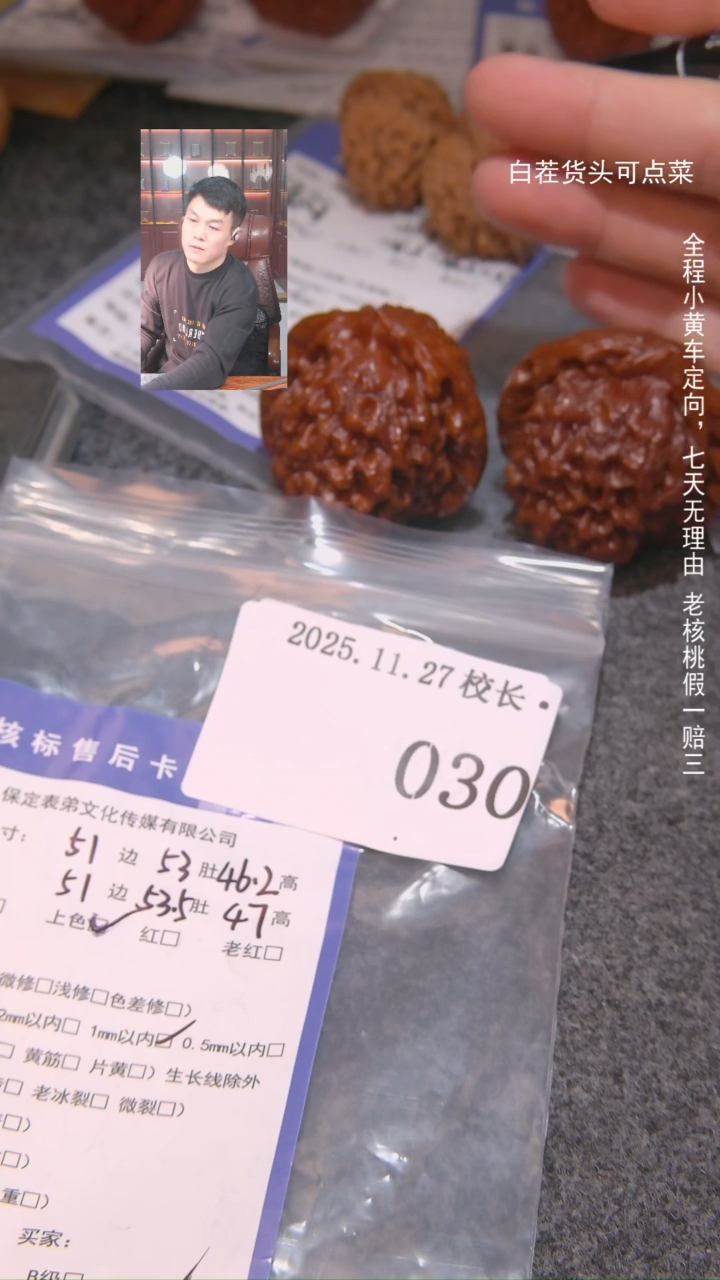 白茬货头可点菜
全程小黄车定向，七天无理由 老核桃假一赔三
2025.11.27 校长·
030
核标售后卡
保定表弟文化传媒有限公司
寸：
51 边 53 肚 46.2 高
51 边 53.5 肚 47 高
上色☑ 红□ 老红□
微修□浅修□色差修□）
2mm以内□ 1mm以内☑ 0.5mm以内□
□ 黄筋□ 片黄□）生长线除外
□ 老冰裂□ 微裂□）
□）
□）
重□）
买家：
B级□